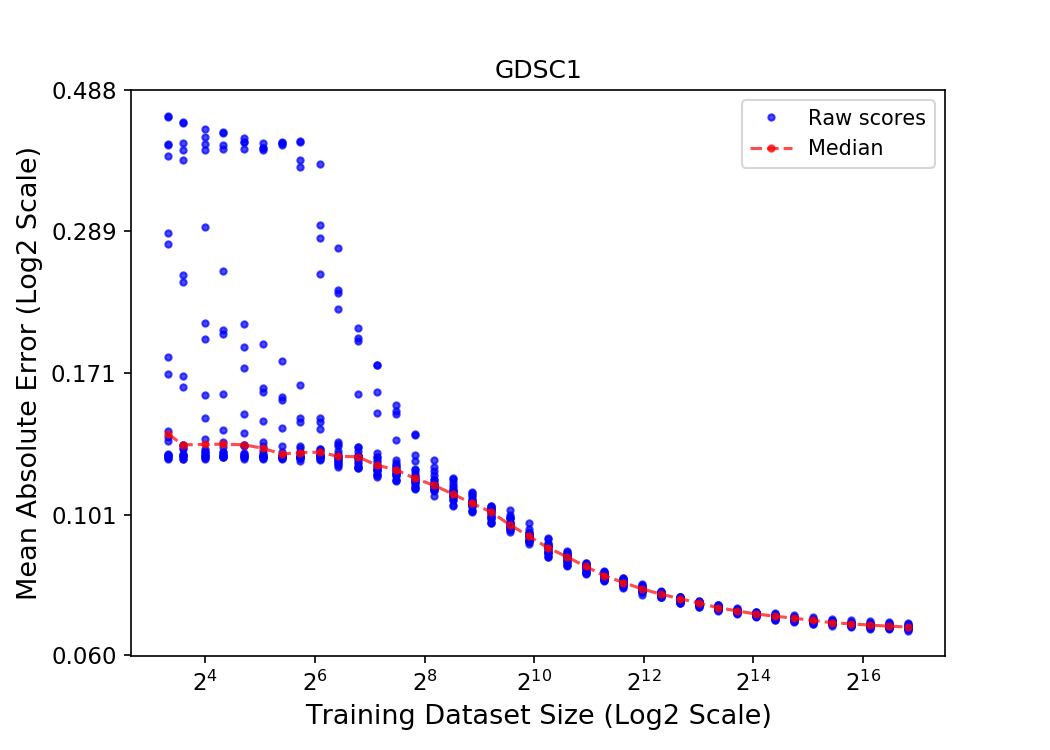 GDSC1
Raw scores
Median
Mean Absolute Error (Log2 Scale)
0.488
0.289
0.171
0.101
0.060
2^4 2^6 2^8 2^10 2^12 2^14 2^16
Training Dataset Size (Log2 Scale)